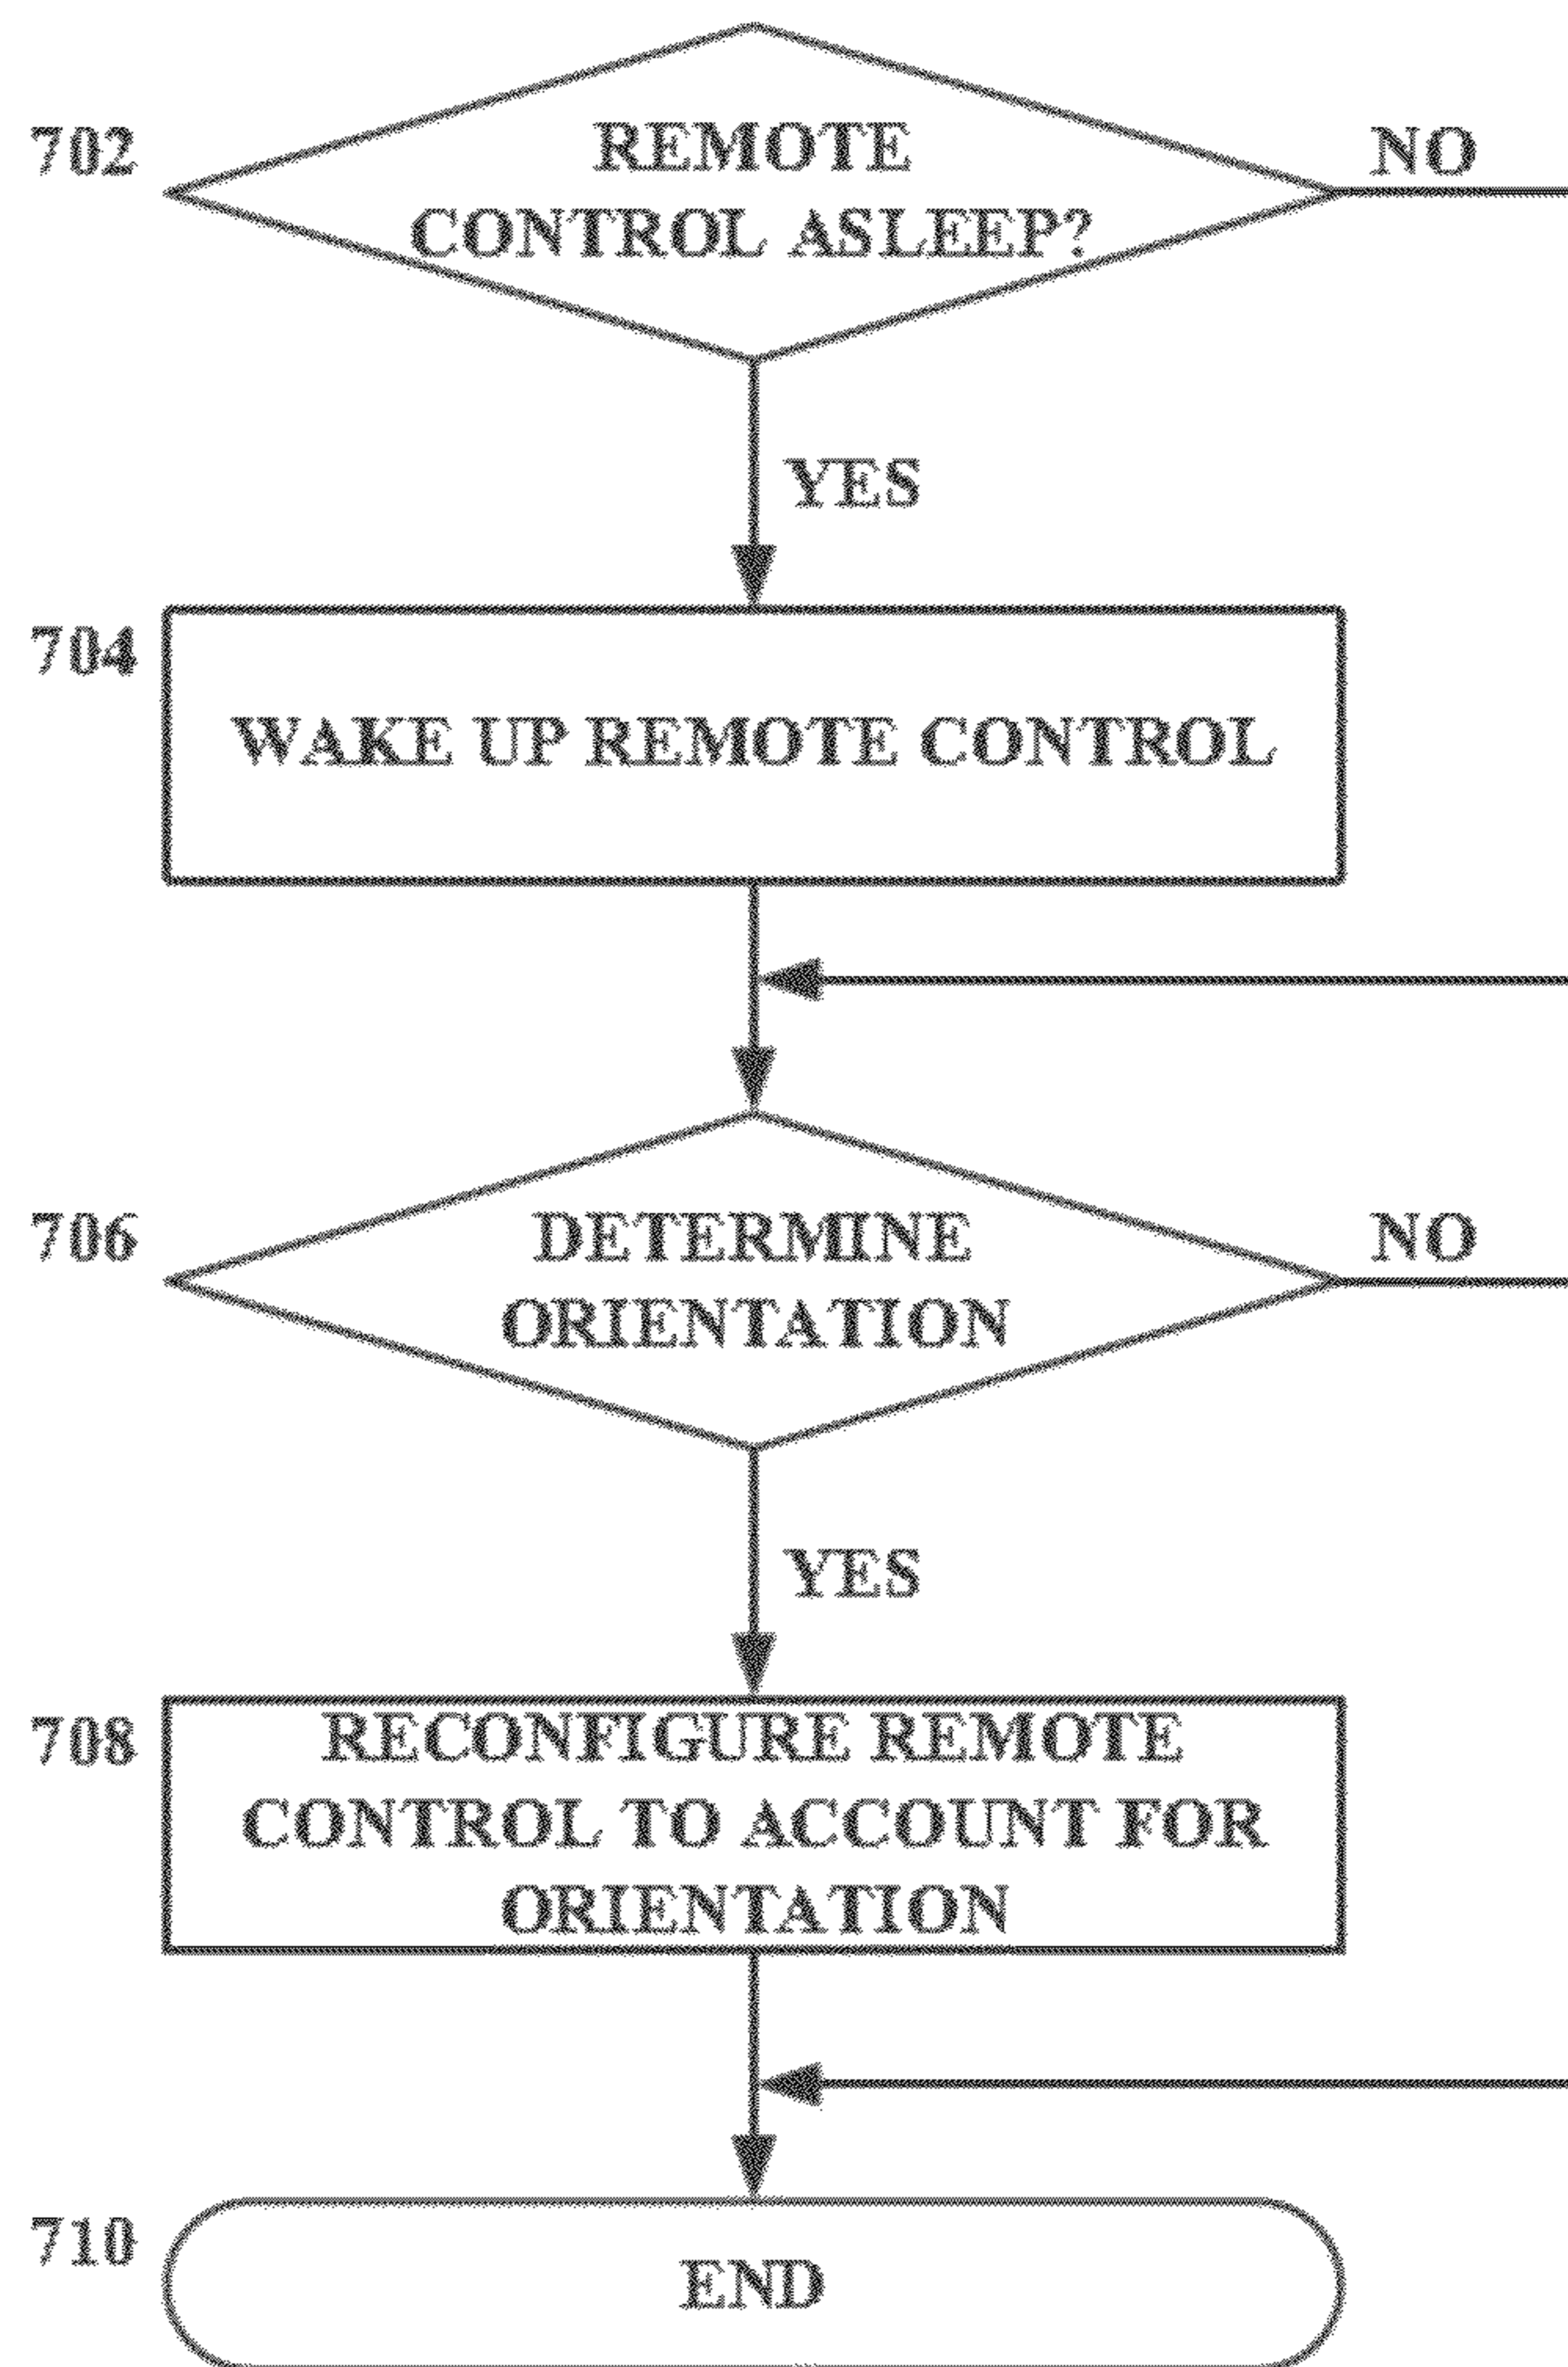 702
REMOTE
CONTROL ASLEEP?
NO
YES
704
WAKE UP REMOTE CONTROL
706
DETERMINE
ORIENTATION
NO
YES
708
RECONFIGURE REMOTE
CONTROL TO ACCOUNT FOR
ORIENTATION
710
END